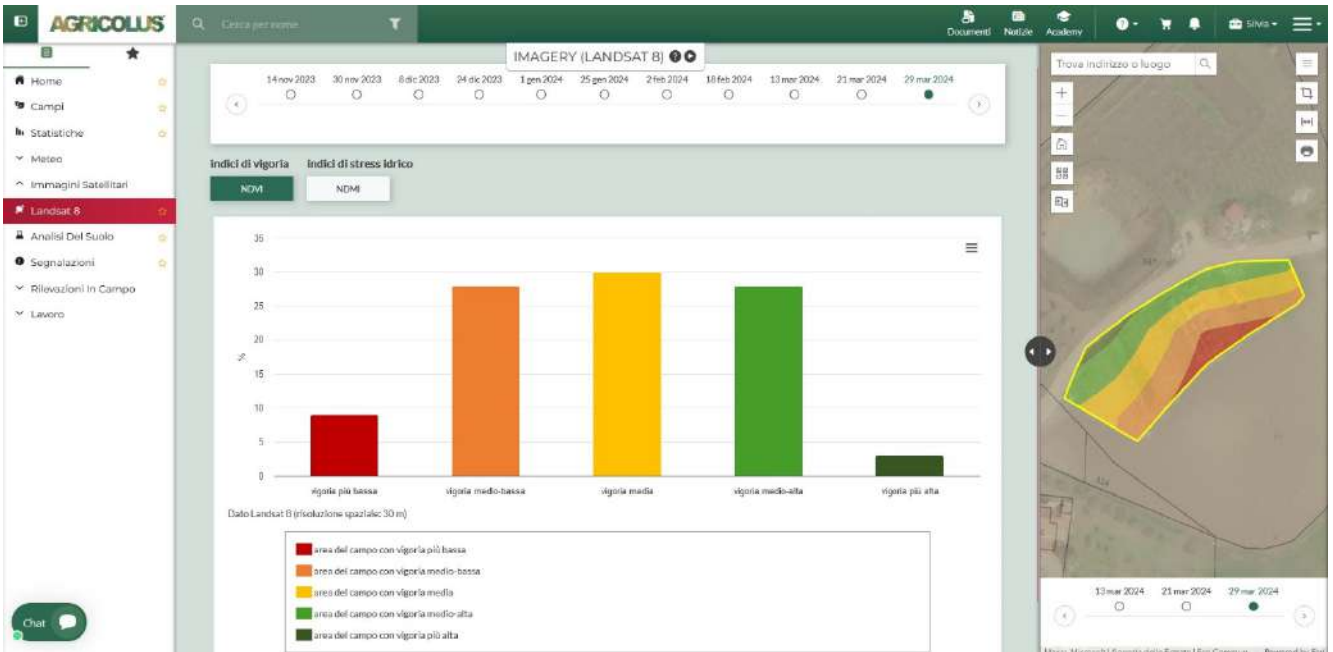 AGRICOLUS
Cerca per nome
Documenti
Notizie
Academy
Silvia
Home
Campi
Statistiche
Meteo
Immagini Satellitari
Landsat 8
Analisi Del Suolo
Segnalazioni
Rilevazioni In Campo
Lavoro
Chat
IMAGERY (LANDSAT 8)
14 nov 2023 30 nov 2023 8 dic 2023 24 dic 2023 1 gen 2024 25 gen 2024 2 feb 2024 18 feb 2024 13 mar 2024 21 mar 2024 29 mar 2024
Indici di vigoria Indici di stress idrico
NDVI NDMI
35
30
25
20
15
10
5
0
%
vigoria più bassa vigoria medio-bassa vigoria media vigoria medio-alta vigoria più alta
Dato Landsat 8 (risoluzione spaziale: 30 m)
area del campo con vigoria più bassa
area del campo con vigoria medio-bassa
area del campo con vigoria media
area del campo con vigoria medio-alta
area del campo con vigoria più alta
Trova indirizzo o luogo
13 mar 2024 21 mar 2024 29 mar 2024